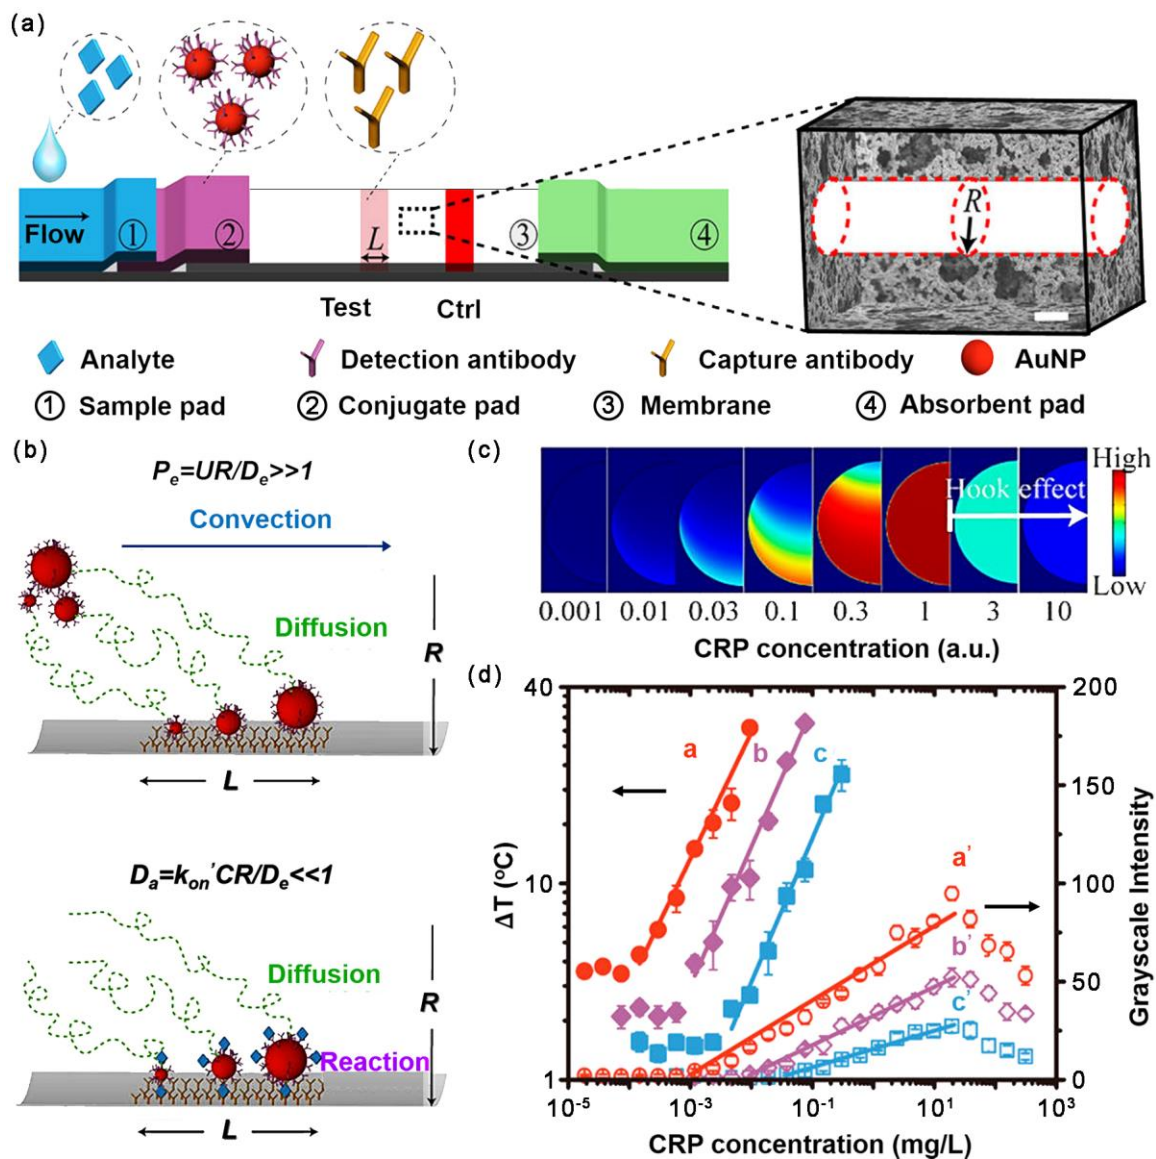 (a)
Flow
①
②
L
③
④
R
Test
Ctrl
Analyte
Detection antibody
Capture antibody
AuNP
① Sample pad
② Conjugate pad
③ Membrane
④ Absorbent pad
(b)
Pₑ=UR/Dₑ>>1
Convection
Diffusion
R
L
Dₐ=kₒₙ'CR/Dₑ<<1
Diffusion
R
Reaction
L
(c)
High
Hook effect
Low
0.001 0.01 0.03 0.1 0.3 1 3 10
CRP concentration (a.u.)
(d)
40
10
1
ΔT (°C)
a
b
c
a'
b'
c'
200
150
100
50
0
Grayscale Intensity
10⁻⁵ 10⁻³ 10⁻¹ 10¹ 10³
CRP concentration (mg/L)